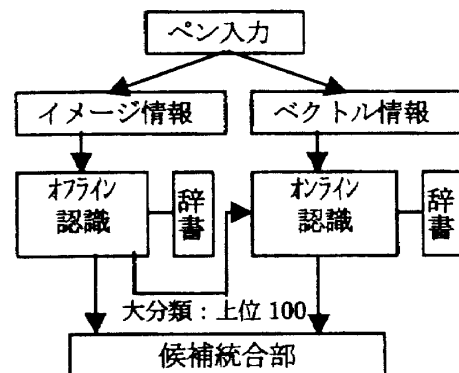 ペン入力
イメージ情報
ベクトル情報
オフライン
認識
辞書
オンライン
認識
辞書
大分類：上位 100
候補統合部